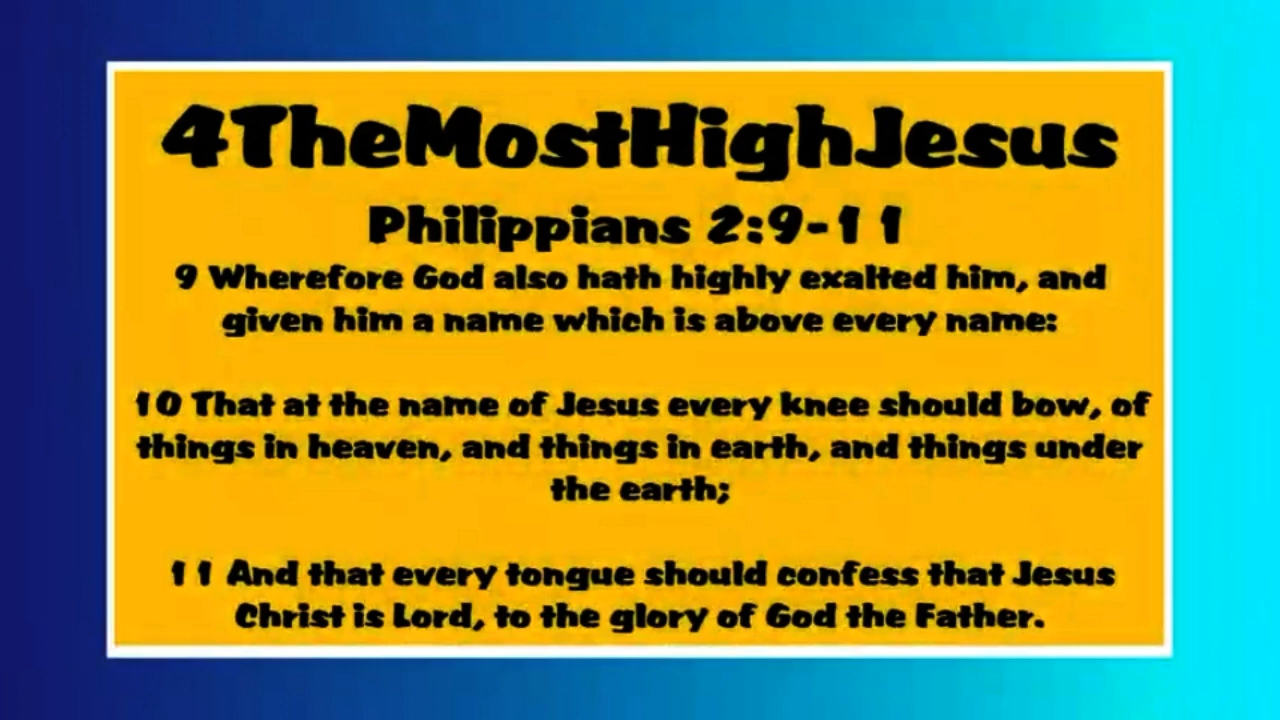 4TheMostHighJesus
Philippians 2:9-11
9 Wherefore God also hath highly exalted him, and
given him a name which is above every name:
10 That at the name of Jesus every knee should bow, of
things in heaven, and things in earth, and things under
the earth;
11 And that every tongue should confess that Jesus
Christ is Lord, to the glory of God the Father.